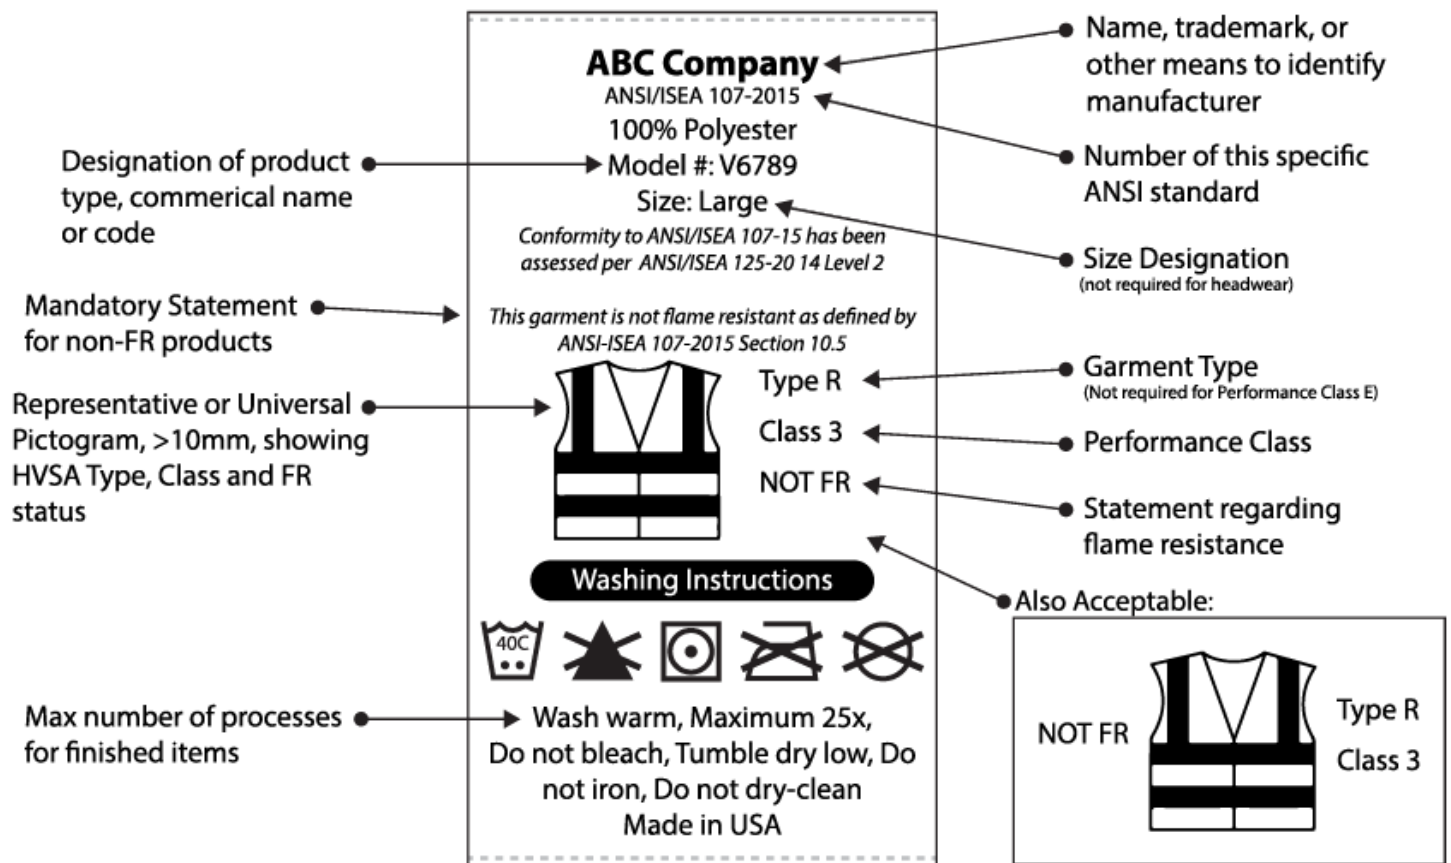 ABC Company
ANSI/ISEA 107-2015
100% Polyester
Model #: V6789
Size: Large
Conformity to ANSI/ISEA 107-15 has been
assessed per ANSI/ISEA 125-20 14 Level 2
This garment is not flame resistant as defined by
ANSI-ISEA 107-2015 Section 10.5
Type R
Class 3
NOT FR
Washing Instructions
40C
Wash warm, Maximum 25x,
Do not bleach, Tumble dry low, Do
not iron, Do not dry-clean
Made in USA
Designation of product
type, commerical name
or code
Mandatory Statement
for non-FR products
Representative or Universal
Pictogram, >10mm, showing
HVSA Type, Class and FR
status
Max number of processes
for finished items
Name, trademark, or
other means to identify
manufacturer
Number of this specific
ANSI standard
Size Designation
(not required for headwear)
Garment Type
(Not required for Performance Class E)
Performance Class
Statement regarding
flame resistance
Also Acceptable:
NOT FR
Type R
Class 3